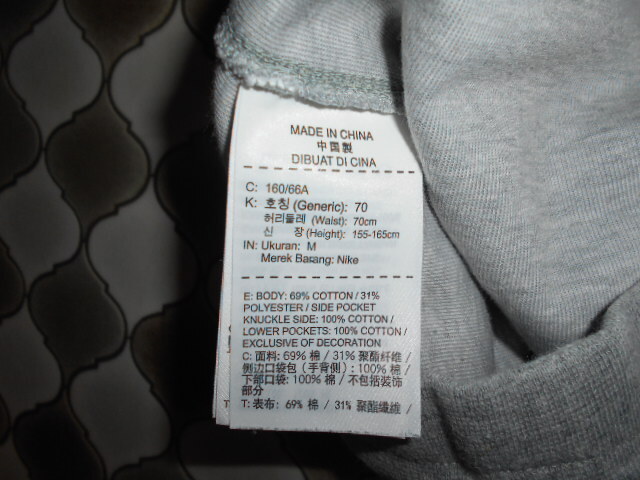 MADE IN CHINA
中国製
DIBUAT DI CINA
C: 160/66A
K: 호칭 (Generic): 70
허리둘레 (Waist): 70cm
신 장 (Height): 155-165cm
IN: Ukuran: M
Merek Barang: Nike
E: BODY: 69% COTTON / 31%
POLYESTER / SIDE POCKET
KNUCKLE SIDE: 100% COTTON /
LOWER POCKETS: 100% COTTON /
EXCLUSIVE OF DECORATION
C: 面料: 69% 棉 / 31% 聚酯纤维 /
侧边口袋包（手背侧）: 100% 棉 /
下部口袋: 100% 棉 / 不包括装饰
部分
T: 表布: 69% 棉 / 31% 聚酯纖維 /